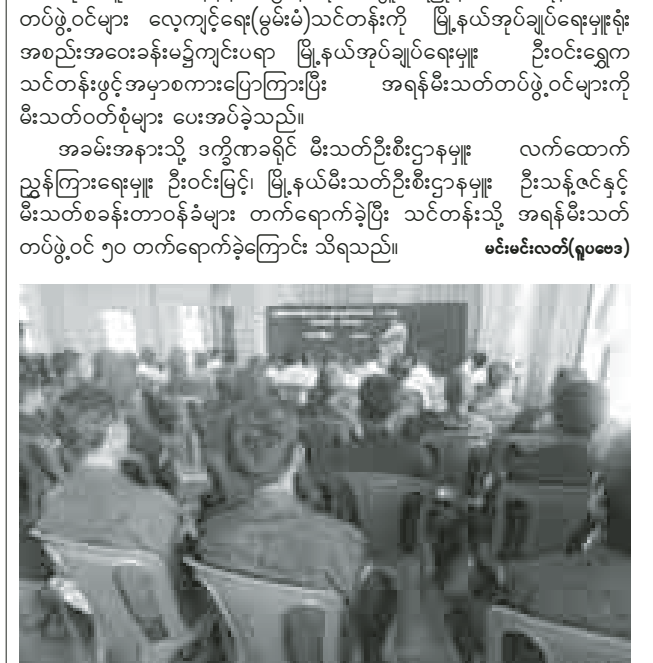 တပ်ဖွဲ့ဝင်များ လေ့ကျင့်ရေး(မွမ်းမံ)သင်တန်းကို မြို့နယ်အုပ်ချုပ်ရေးမှူးရုံး
အစည်းအဝေးခန်းမ၌ကျင်းပရာ မြို့နယ်အုပ်ချုပ်ရေးမှူး ဦးဝင်းရွှေက
သင်တန်းဖွင့်အမှာစကားပြောကြားပြီး အရန်မီးသတ်တပ်ဖွဲ့ဝင်များကို
မီးသတ်ဝတ်စုံများ ပေးအပ်ခဲ့သည်။
အခမ်းအနားသို့ ဒက္ခိဏခရိုင် မီးသတ်ဦးစီးဌာနမှူး လက်ထောက်
ညွှန်ကြားရေးမှူး ဦးဝင်းမြင့်၊ မြို့နယ်မီးသတ်ဦးစီးဌာနမှူး ဦးသန့်ဇင်နှင့်
မီးသတ်စခန်းတာဝန်ခံများ တက်ရောက်ခဲ့ပြီး သင်တန်းသို့ အရန်မီးသတ်
တပ်ဖွဲ့ဝင် ၅၀ တက်ရောက်ခဲ့ကြောင်း သိရသည်။ မင်းမင်းလတ်(ရူပဗေဒ)